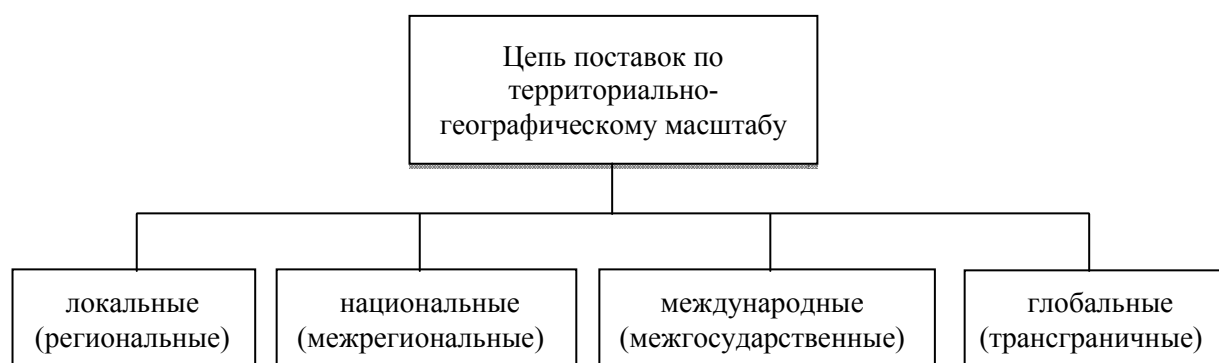 Цепь поставок по
территориально-
географическому масштабу
локальные
(региональные)
национальные
(межрегиональные)
международные
(межгосударственные)
глобальные
(трансграничные)